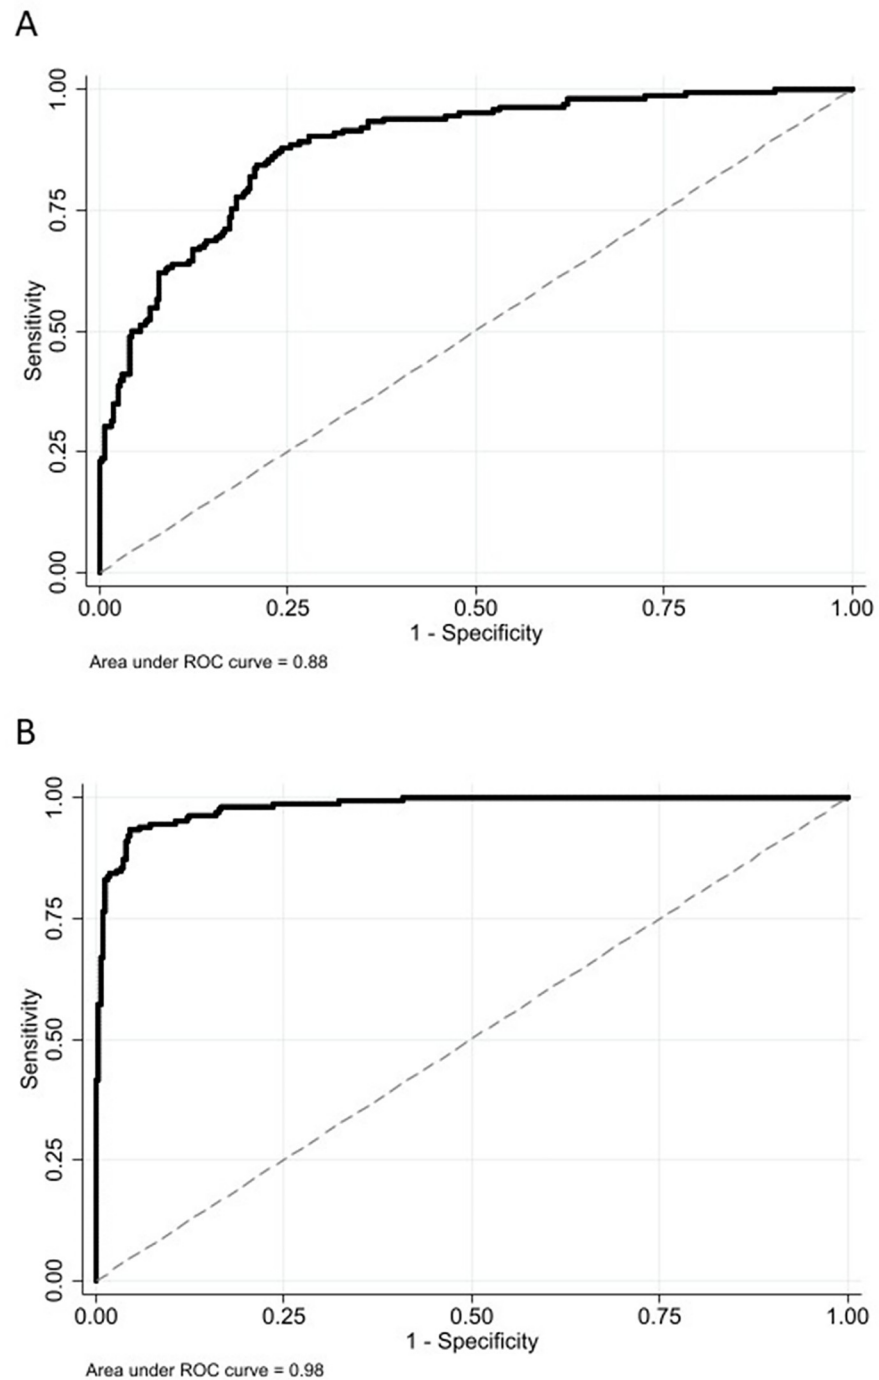 A
1.00
0.75
0.50
0.25
0.00
Sensitivity
0.00 0.25 0.50 0.75 1.00
1 - Specificity
Area under ROC curve = 0.88
B
1.00
0.75
0.50
0.25
0.00
Sensitivity
0.00 0.25 0.50 0.75 1.00
1 - Specificity
Area under ROC curve = 0.98